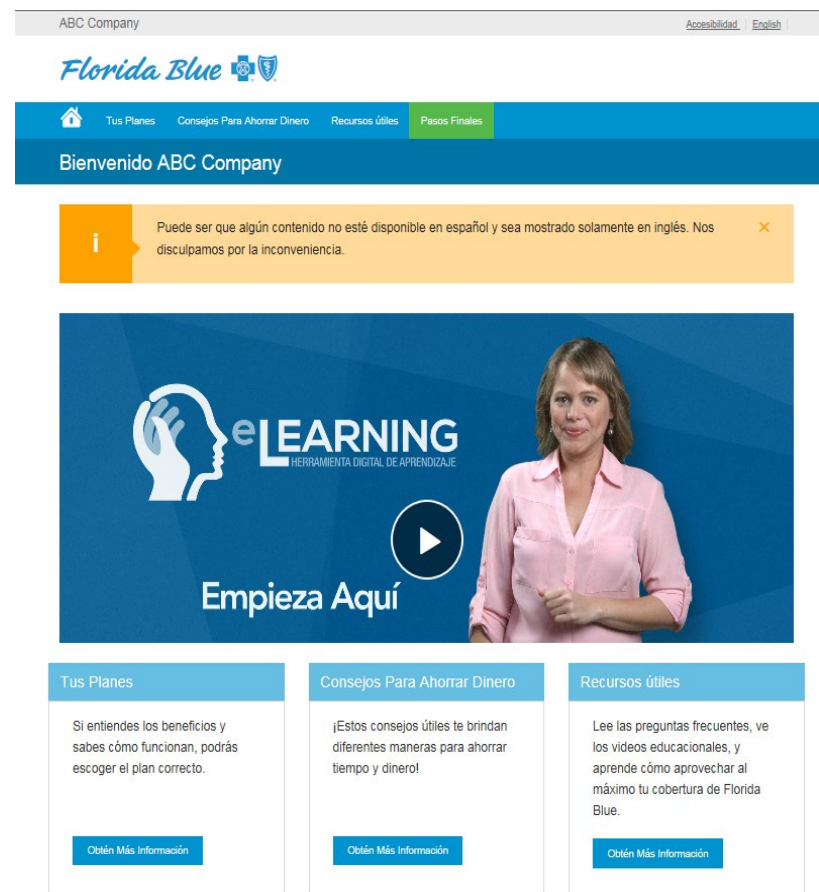 ABC Company
Accesibilidad | English |
Florida Blue
Tus Planes Consejos Para Ahorrar Dinero Recursos útiles Pasos Finales
Bienvenido ABC Company
i
Puede ser que algún contenido no esté disponible en español y sea mostrado solamente en inglés. Nos
disculpamos por la inconveniencia.
×
eLEARNING
HERRAMIENTA DIGITAL DE APRENDIZAJE
Empieza Aquí
Tus Planes
Si entiendes los beneficios y
sabes cómo funcionan, podrás
escoger el plan correcto.
Obtén Más Información
Consejos Para Ahorrar Dinero
¡Estos consejos útiles te brindan
diferentes maneras para ahorrar
tiempo y dinero!
Obtén Más Información
Recursos útiles
Lee las preguntas frecuentes, ve
los videos educacionales, y
aprende cómo aprovechar al
máximo tu cobertura de Florida
Blue.
Obtén Más Información